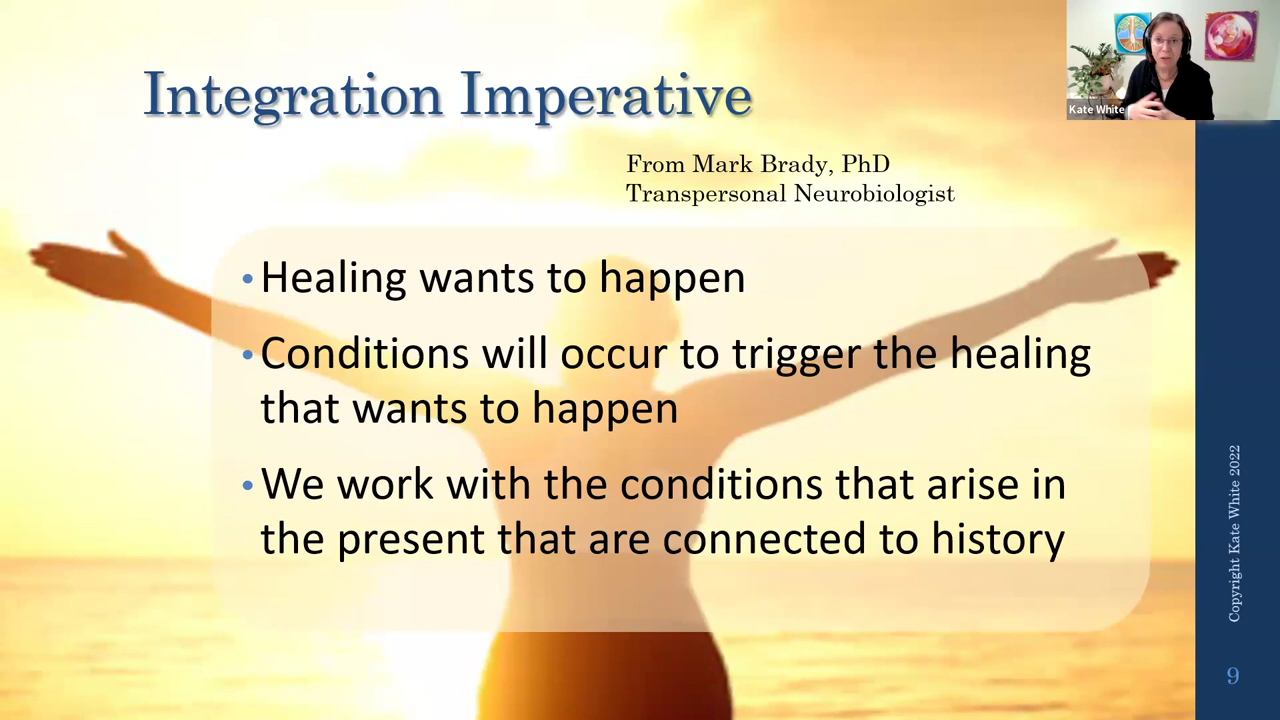 Integration Imperative
Kate White
From Mark Brady, PhD
Transpersonal Neurobiologist
•Healing wants to happen
•Conditions will occur to trigger the healing
that wants to happen
•We work with the conditions that arise in
the present that are connected to history
Copyright Kate White 2022
9